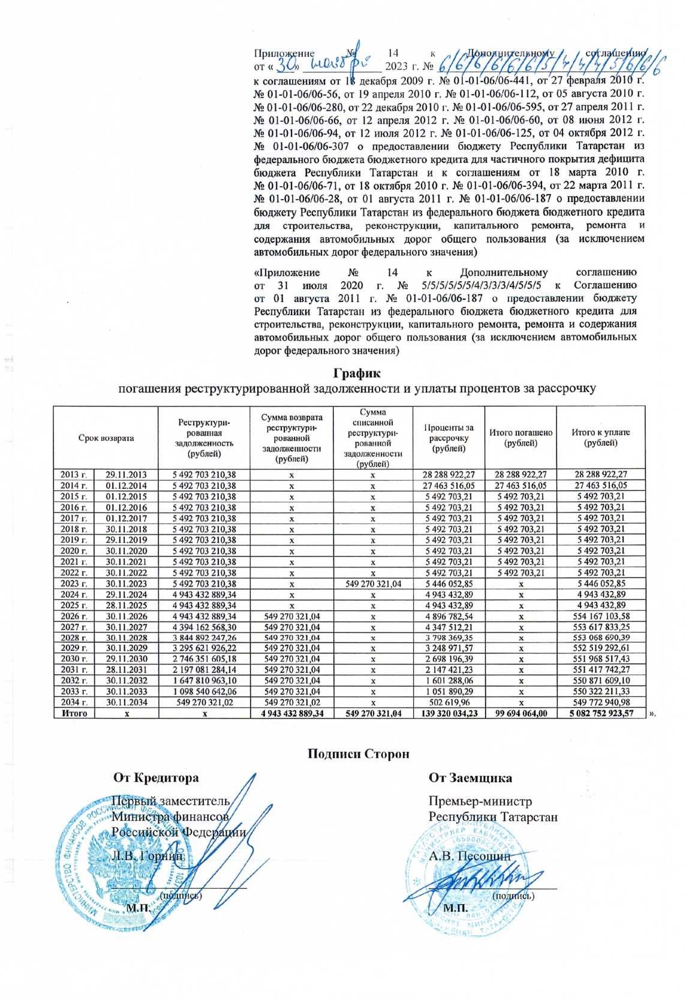 Приложение № 14 к Дополнительному соглашению
от « 30 » ноября 2023 г. № 6/6/6/6/6/6/5/4/4/4/5/6/6/6
к соглашениям от 18 декабря 2009 г. № 01-01-06/06-441, от 27 февраля 2010 г.
№ 01-01-06/06-56, от 19 апреля 2010 г. № 01-01-06/06-112, от 05 августа 2010 г.
№ 01-01-06/06-280, от 22 декабря 2010 г. № 01-01-06/06-595, от 27 апреля 2011 г.
№ 01-01-06/06-66, от 12 апреля 2012 г. № 01-01-06/06-60, от 08 июня 2012 г.
№ 01-01-06/06-94, от 12 июля 2012 г. № 01-01-06/06-125, от 04 октября 2012 г.
№ 01-01-06/06-307 о предоставлении бюджету Республики Татарстан из
федерального бюджета бюджетного кредита для частичного покрытия дефицита
бюджета Республики Татарстан и к соглашениям от 18 марта 2010 г.
№ 01-01-06/06-71, от 18 октября 2010 г. № 01-01-06/06-394, от 22 марта 2011 г.
№ 01-01-06/06-28, от 01 августа 2011 г. № 01-01-06/06-187 о предоставлении
бюджету Республики Татарстан из федерального бюджета бюджетного кредита
для строительства, реконструкции, капитального ремонта, ремонта и
содержания автомобильных дорог общего пользования (за исключением
автомобильных дорог федерального значения)
«Приложение № 14 к Дополнительному соглашению
от 31 июля 2020 г. № 5/5/5/5/5/5/4/3/3/3/4/5/5/5 к Соглашению
от 01 августа 2011 г. № 01-01-06/06-187 о предоставлении бюджету
Республики Татарстан из федерального бюджета бюджетного кредита для
строительства, реконструкции, капитального ремонта, ремонта и содержания
автомобильных дорог общего пользования (за исключением автомобильных
дорог федерального значения)
График
погашения реструктурированной задолженности и уплаты процентов за рассрочку
Срок возврата
Реструктури-
рованная
задолженность
(рублей)
Сумма возврата
реструктури-
рованной
задолженности
(рублей)
Сумма
списанной
реструктури-
рованной
задолженности
(рублей)
Проценты за
рассрочку
(рублей)
Итого погашено
(рублей)
Итого к уплате
(рублей)
2013 г. 29.11.2013 5 492 703 210,38 x x 28 288 922,27 28 288 922,27 28 288 922,27
2014 г. 01.12.2014 5 492 703 210,38 x x 27 463 516,05 27 463 516,05 27 463 516,05
2015 г. 01.12.2015 5 492 703 210,38 x x 5 492 703,21 5 492 703,21 5 492 703,21
2016 г. 01.12.2016 5 492 703 210,38 x x 5 492 703,21 5 492 703,21 5 492 703,21
2017 г. 01.12.2017 5 492 703 210,38 x x 5 492 703,21 5 492 703,21 5 492 703,21
2018 г. 30.11.2018 5 492 703 210,38 x x 5 492 703,21 5 492 703,21 5 492 703,21
2019 г. 29.11.2019 5 492 703 210,38 x x 5 492 703,21 5 492 703,21 5 492 703,21
2020 г. 30.11.2020 5 492 703 210,38 x x 5 492 703,21 5 492 703,21 5 492 703,21
2021 г. 30.11.2021 5 492 703 210,38 x x 5 492 703,21 5 492 703,21 5 492 703,21
2022 г. 30.11.2022 5 492 703 210,38 x x 5 492 703,21 5 492 703,21 5 492 703,21
2023 г. 30.11.2023 5 492 703 210,38 x 549 270 321,04 5 446 052,85 x 5 446 052,85
2024 г. 29.11.2024 4 943 432 889,34 x x 4 943 432,89 x 4 943 432,89
2025 г. 28.11.2025 4 943 432 889,34 x x 4 943 432,89 x 4 943 432,89
2026 г. 30.11.2026 4 943 432 889,34 549 270 321,04 x 4 896 782,54 x 554 167 103,58
2027 г. 30.11.2027 4 394 162 568,30 549 270 321,04 x 4 347 512,21 x 553 617 833,25
2028 г. 30.11.2028 3 844 892 247,26 549 270 321,04 x 3 798 369,35 x 553 068 690,39
2029 г. 30.11.2029 3 295 621 926,22 549 270 321,04 x 3 248 971,57 x 552 519 292,61
2030 г. 29.11.2030 2 746 351 605,18 549 270 321,04 x 2 698 196,39 x 551 968 517,43
2031 г. 28.11.2031 2 197 081 284,14 549 270 321,04 x 2 147 421,23 x 551 417 742,27
2032 г. 30.11.2032 1 647 810 963,10 549 270 321,04 x 1 601 288,06 x 550 871 609,10
2033 г. 30.11.2033 1 098 540 642,06 549 270 321,04 x 1 051 890,29 x 550 322 211,33
2034 г. 30.11.2034 549 270 321,02 549 270 321,02 x 502 619,96 x 549 772 940,98
Итого x x 4 943 432 889,34 549 270 321,04 139 320 034,23 99 694 064,00 5 082 752 923,57 ».
Подписи Сторон
От Кредитора
Первый заместитель
Министра финансов
Российской Федерации
Л.В. Горнин
(подпись)
М.П.
МИНИСТЕРСТВО ФИНАНСОВ РОССИЙСКОЙ ФЕДЕРАЦИИ
От Заемщика
Премьер-министр
Республики Татарстан
А.В. Песошин
(подпись)
М.П.